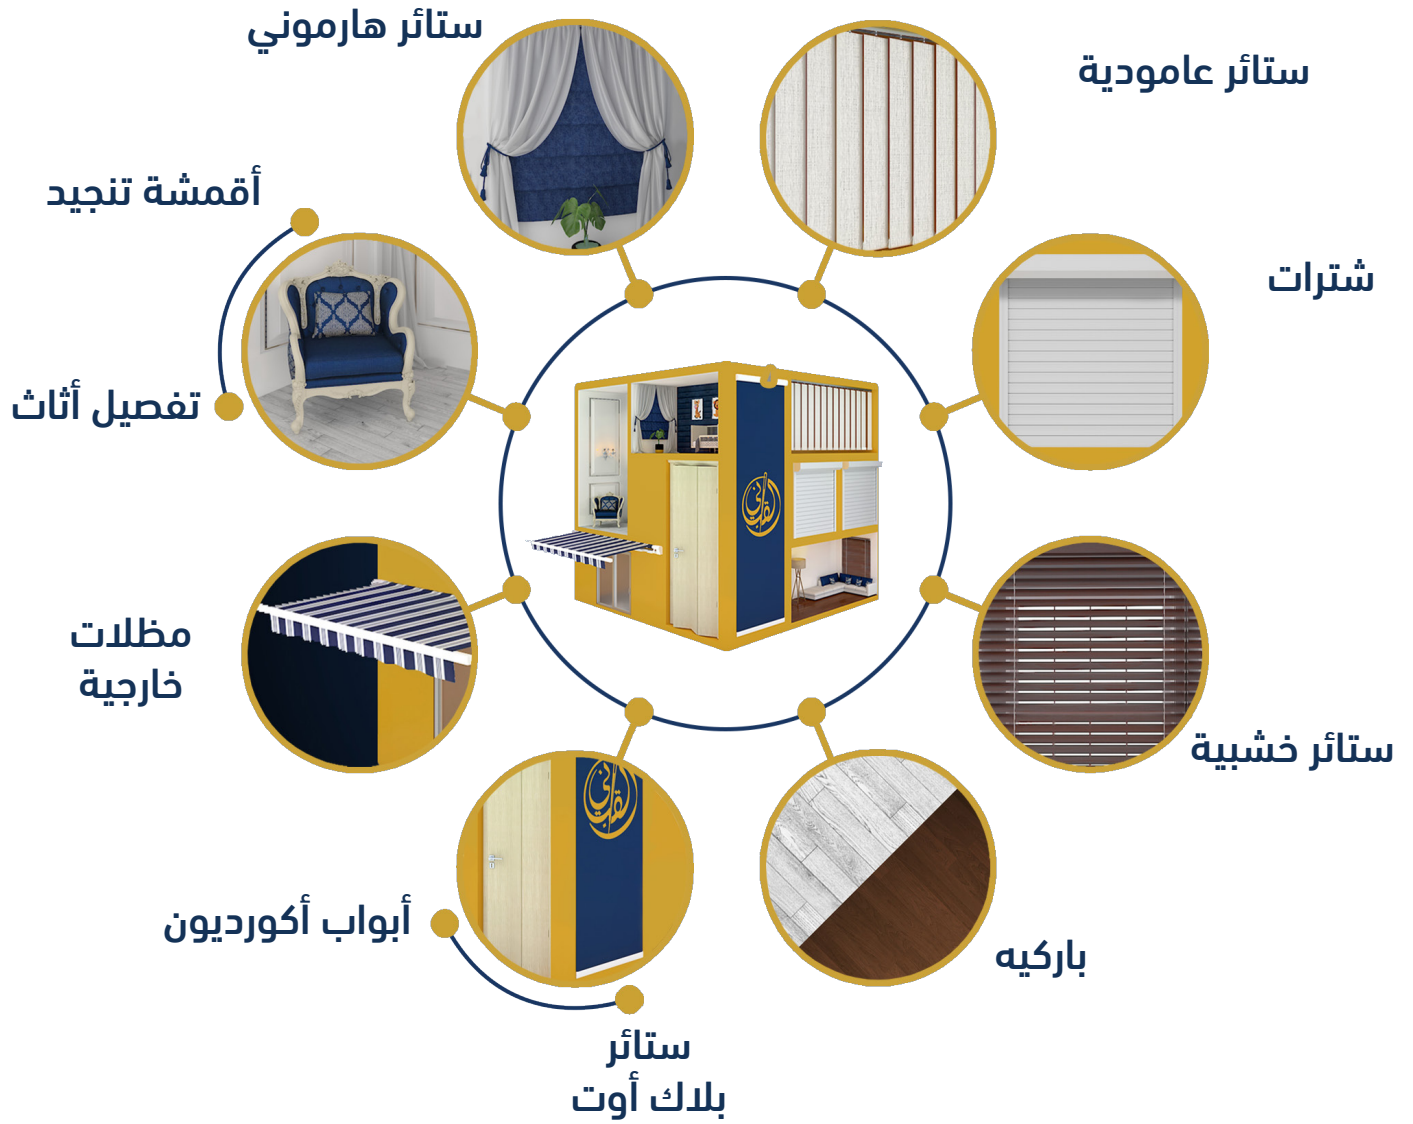 ستائر هارموني
ستائر عامودية
أقمشة تنجيد
شترات
تفصيل أثاث
مظلات
خارجية
ستائر خشبية
أبواب أكورديون
باركيه
ستائر
بلاك أوت